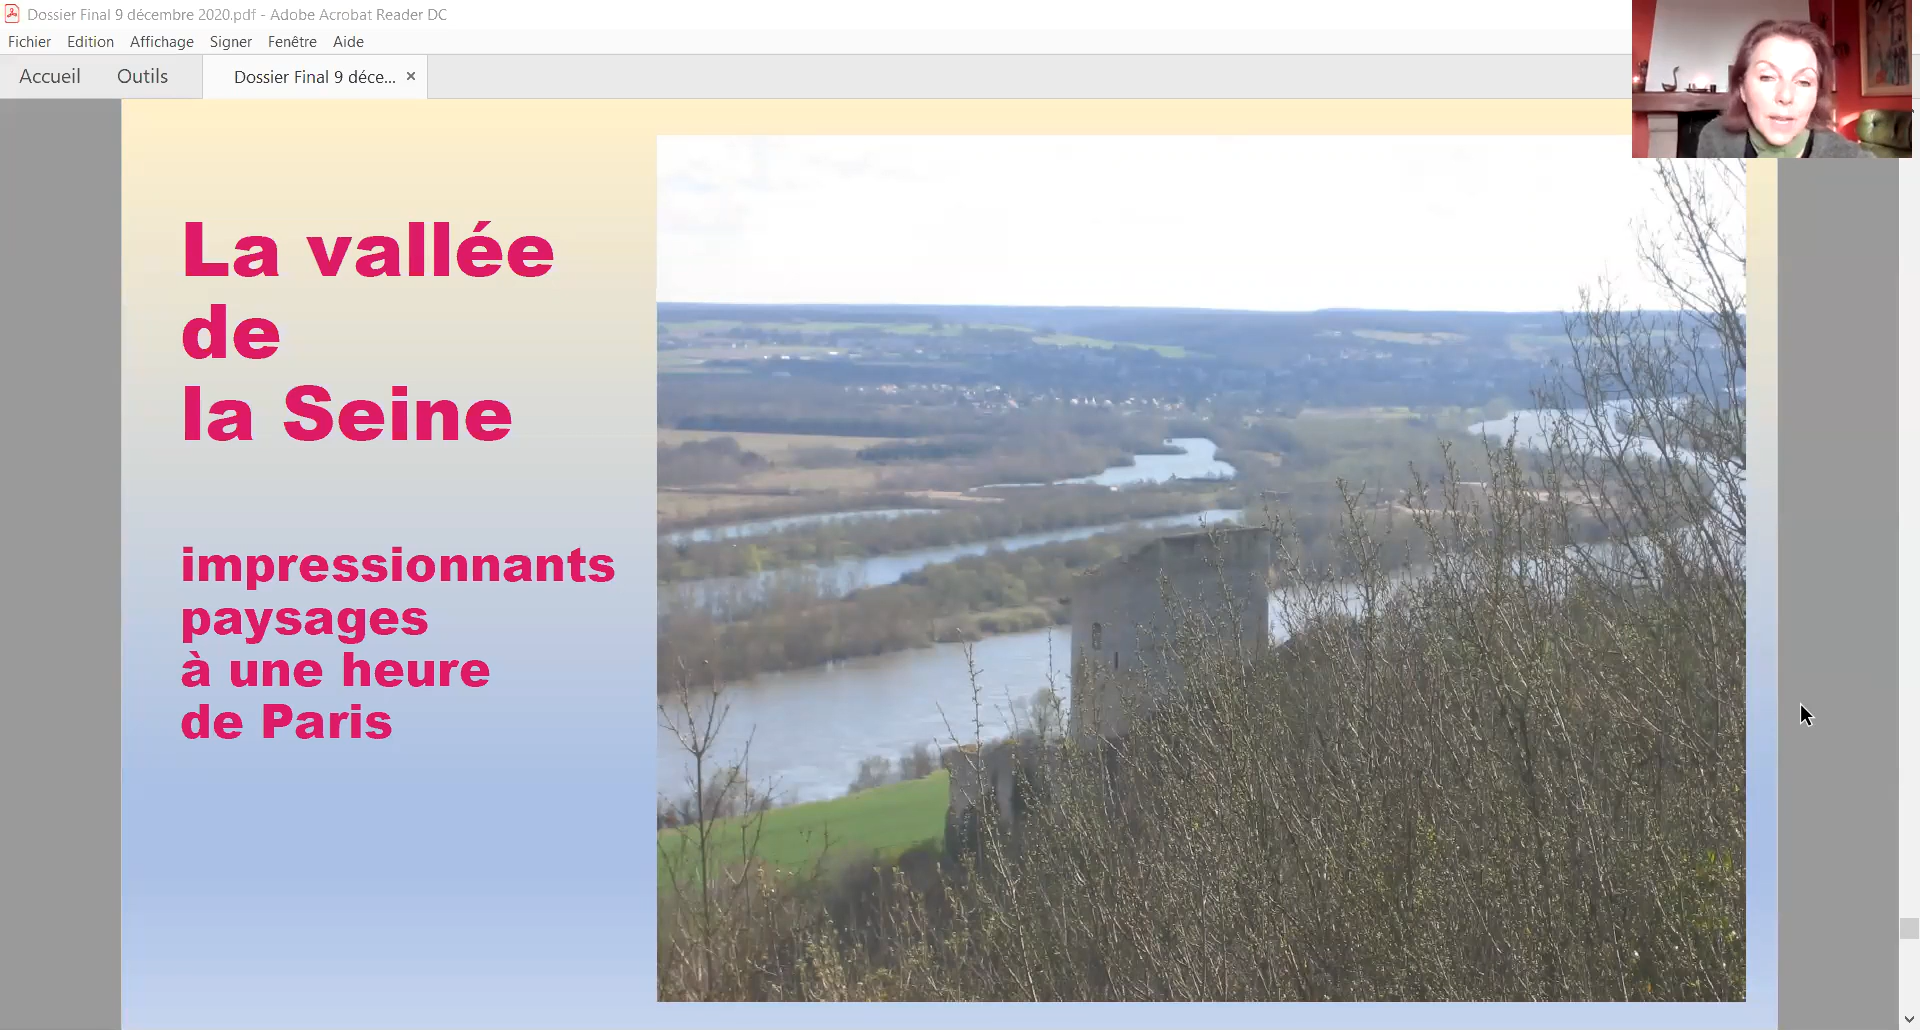 Dossier Final 9 décembre 2020.pdf - Adobe Acrobat Reader DC
Fichier Edition Affichage Signer Fenêtre Aide
Accueil Outils Dossier Final 9 déce... ×
La vallée
de
la Seine
impressionnants
paysages
à une heure
de Paris